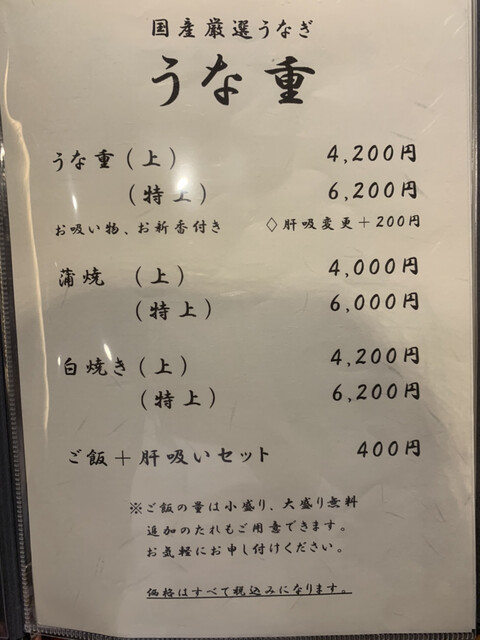 国産厳選うなぎ
うな重
うな重(上) 4,200円
(特上) 6,200円
お吸い物、お新香付き ◇肝吸変更+200円
蒲焼 (上) 4,000円
(特上) 6,000円
白焼き(上) 4,200円
(特上) 6,200円
ご飯+肝吸いセット 400円
※ご飯の量は小盛り、大盛り無料
追加のたれもご用意できます。
お気軽にお申し付けください。
価格はすべて税込みになります。